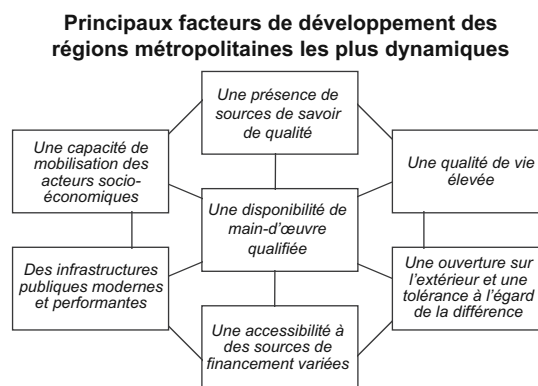 Principaux facteurs de développement des
régions métropolitaines les plus dynamiques
Une présence de
sources de savoir
de qualité
Une capacité de
mobilisation des
acteurs socio-
économiques
Une qualité de vie
élevée
Une disponibilité de
main-d'œuvre
qualifiée
Des infrastructures
publiques modernes
et performantes
Une ouverture sur
l'extérieur et une
tolérance à l'égard
de la différence
Une accessibilité à
des sources de
financement variées